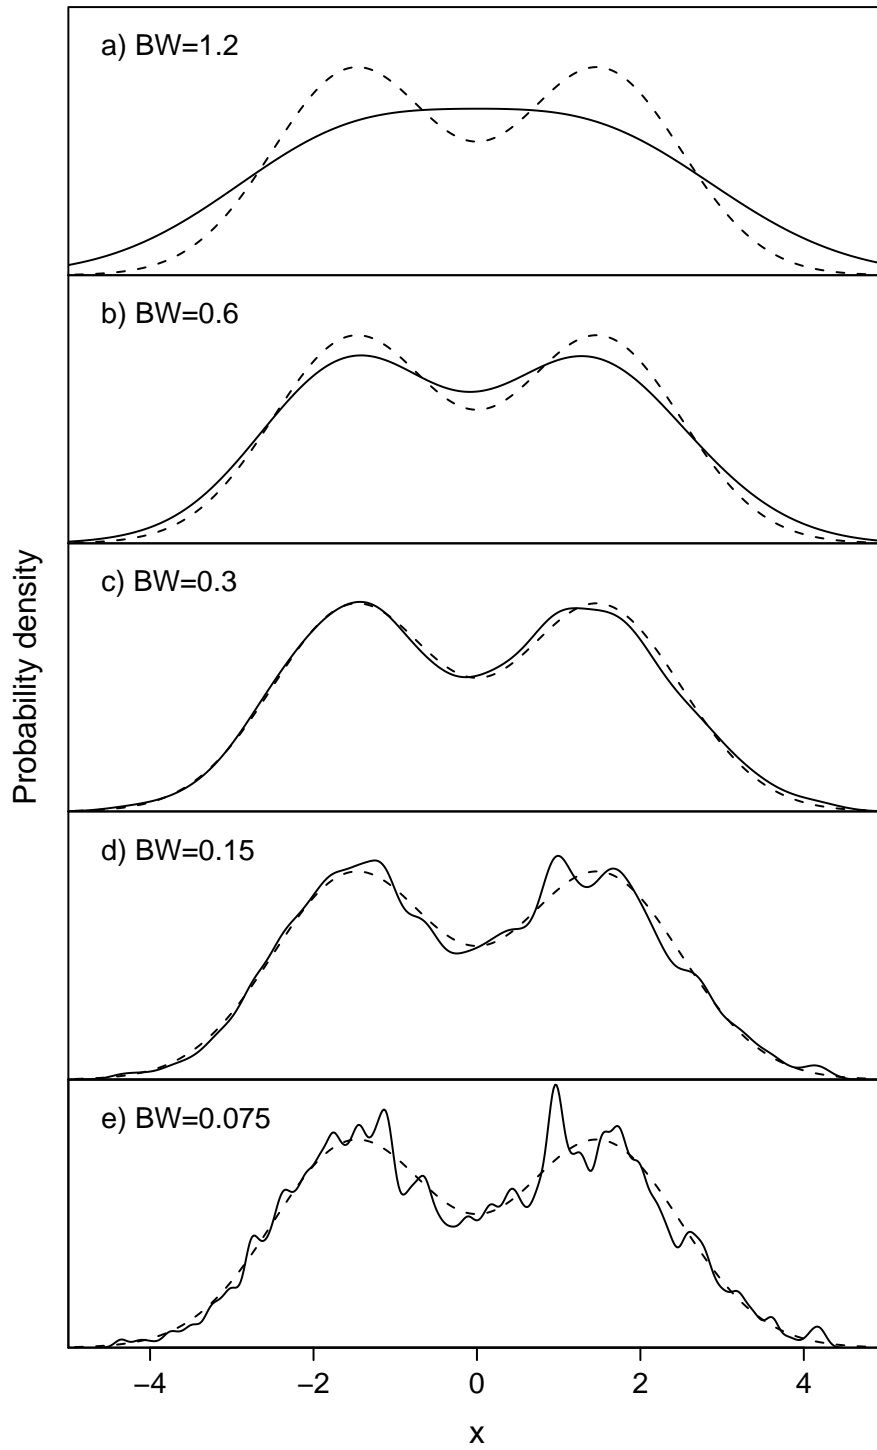 a) BW=1.2
b) BW=0.6
c) BW=0.3
d) BW=0.15
e) BW=0.075
Probability density
−4 −2 0 2 4
x